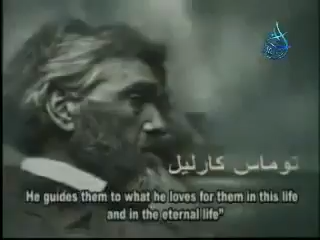 توماس كارليل
He guides them to what he loves for them in this life
and in the eternal life"